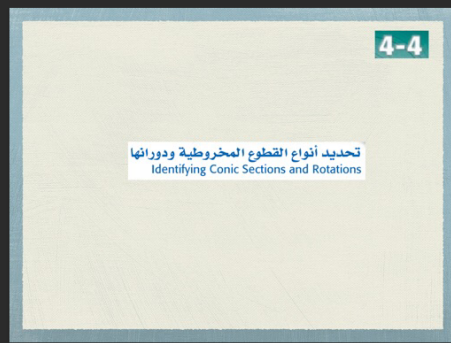 4-4
تحديد أنواع القطوع المخروطية ودورانها
Identifying Conic Sections and Rotations